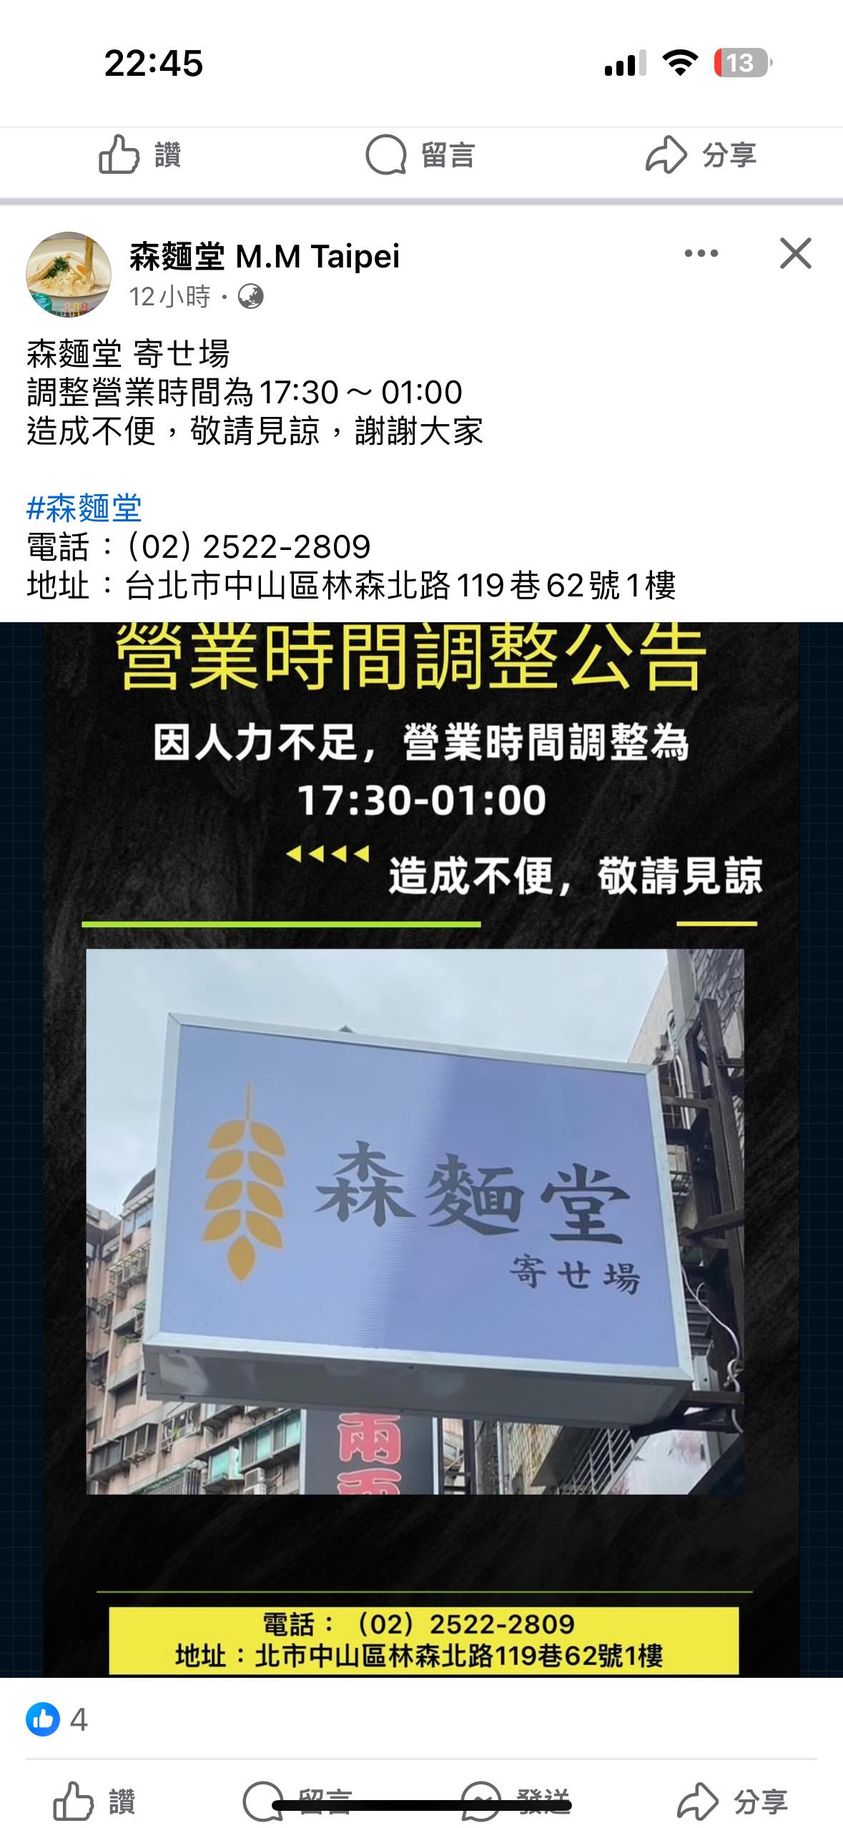 22:45
13
讚
留言
分享
森麵堂 M.M Taipei
12小時
森麵堂 寄せ場
調整營業時間為17:30～01:00
造成不便，敬請見諒，謝謝大家
#森麵堂
電話：(02) 2522-2809
地址：台北市中山區林森北路119巷62號1樓
營業時間調整公告
因人力不足，營業時間調整為
17:30-01:00
造成不便，敬請見諒
森麵堂
寄せ場
兩
電話：（02）2522-2809
地址：北市中山區林森北路119巷62號1樓
4
讚
留言
發送
分享